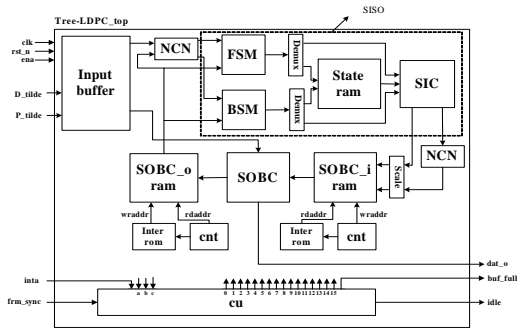 SISO
Tree-LDPC_top
clk
rst_n
ena
D_tilde
P_tilde
Input
buffer
NCN
FSM
BSM
Demux
Demux
State
ram
SIC
NCN
Scale
SOBC_o
ram
SOBC
SOBC_i
ram
wraddr
rdaddr
rdaddr
wraddr
Inter
rom
cnt
Inter
rom
cnt
dat_o
buf_full
inta
a b c
0 1 2 3 4 5 6 7 8 9 10 11 12 13 14 15
frm_sync
cu
idle